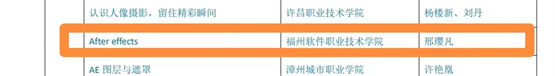 认识人像摄影，留住精彩瞬间 许昌职业技术学院 杨楼新、刘丹
After effects 福州软件职业技术学院 邢璎凡
AE 图层与遮罩 漳州城市职业学院 许艳凰